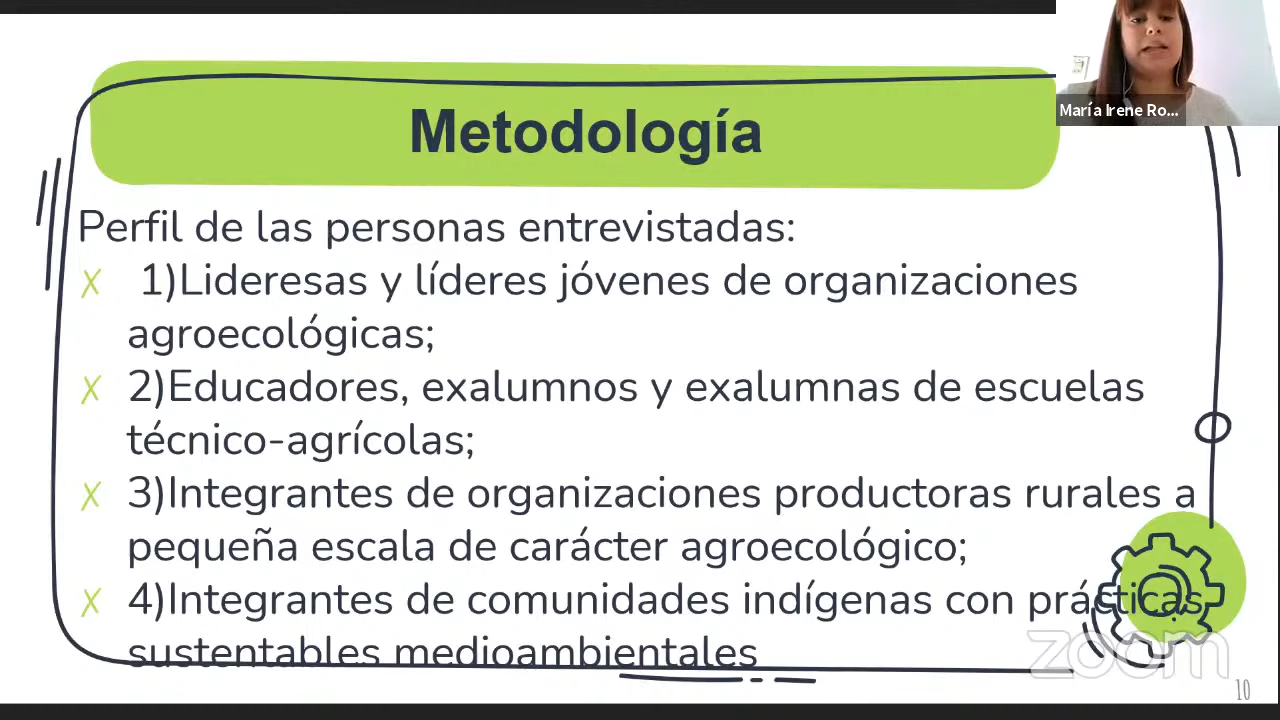 Metodología
María Irene Ro...
Perfil de las personas entrevistadas:
X 1)Lideresas y líderes jóvenes de organizaciones
agroecológicas;
X 2)Educadores, exalumnos y exalumnas de escuelas
técnico-agrícolas;
X 3)Integrantes de organizaciones productoras rurales a
pequeña escala de carácter agroecológico;
X 4)Integrantes de comunidades indígenas con prácticas
sustentables medioambientales
zoom
10